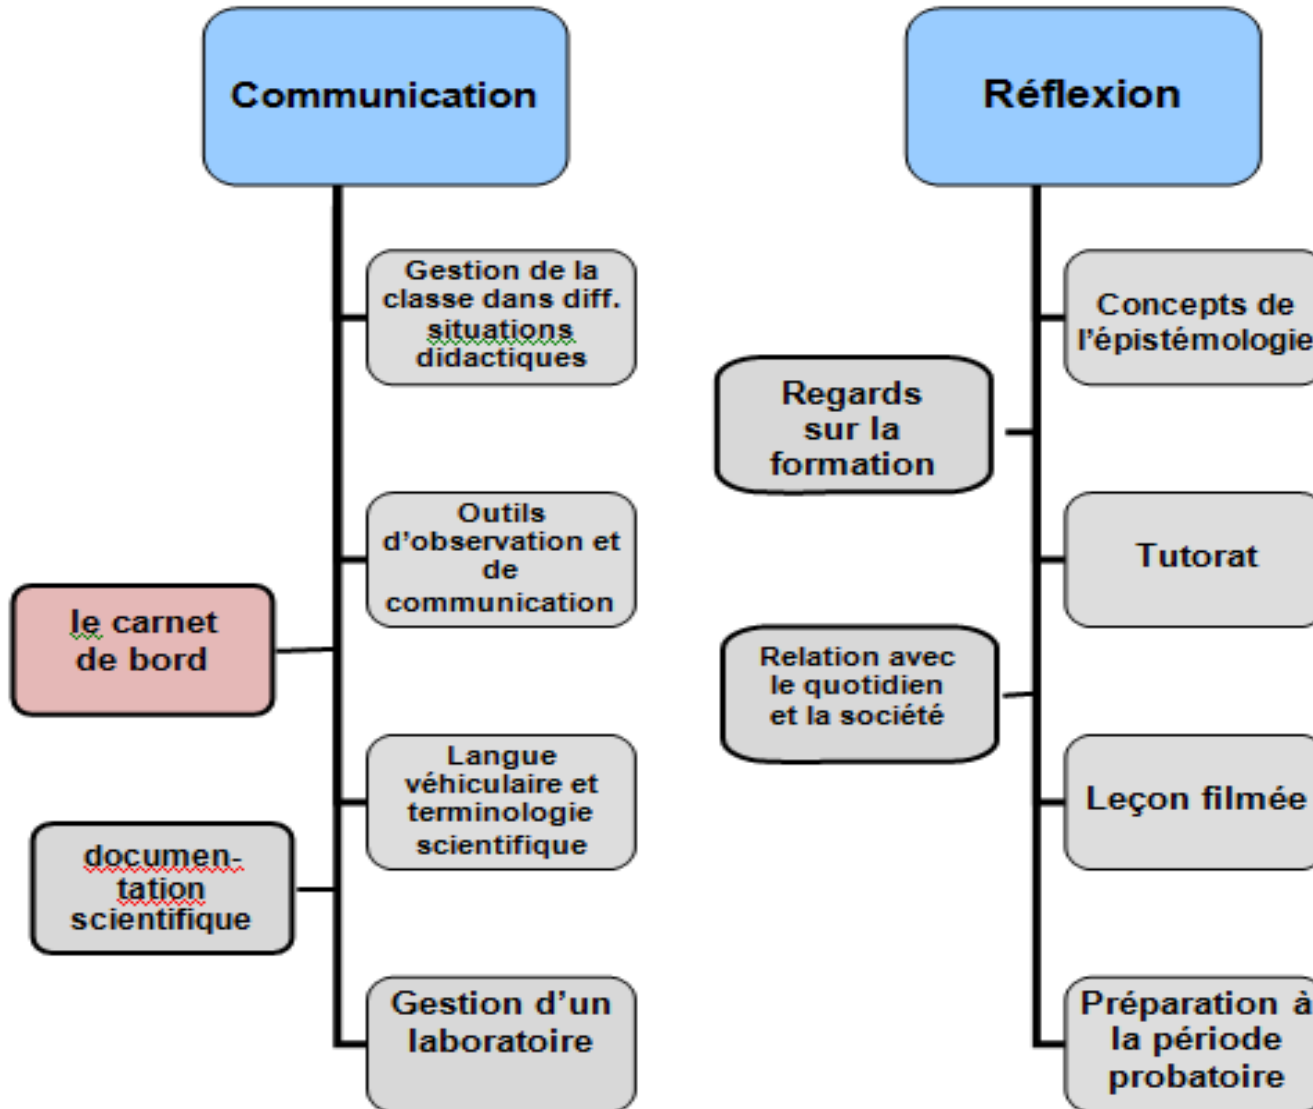 Communication
Gestion de la
classe dans diff.
situations
didactiques
Outils
d'observation et
de
communication
le carnet
de bord
Langue
véhiculaire et
terminologie
scientifique
documen-
tation
scientifique
Gestion d'un
laboratoire
Réflexion
Concepts de
l'épistémologie
Regards
sur la
formation
Tutorat
Relation avec
le quotidien
et la société
Leçon filmée
Préparation à
la période
probatoire